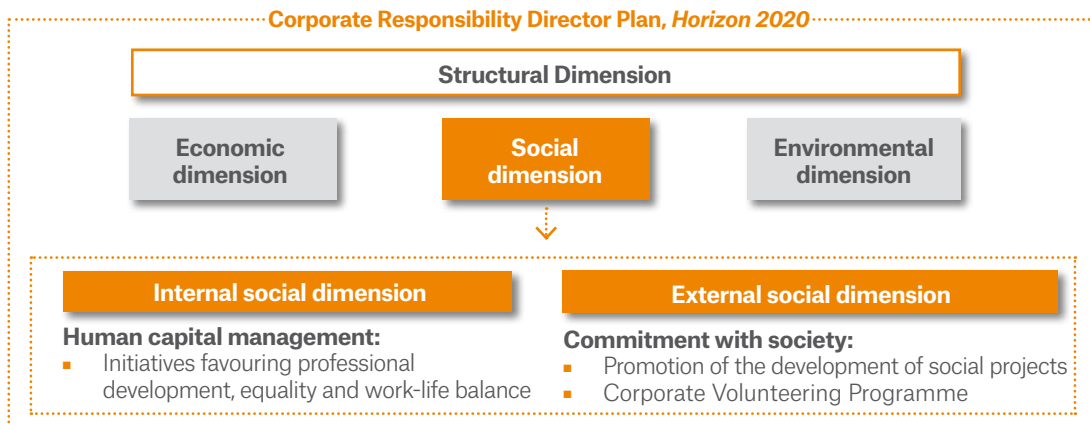 Corporate Responsibility Director Plan, Horizon 2020
Structural Dimension
Economic
dimension
Social
dimension
Environmental
dimension
Internal social dimension
Human capital management:
▪ Initiatives favouring professional
development, equality and work-life balance
External social dimension
Commitment with society:
▪ Promotion of the development of social projects
▪ Corporate Volunteering Programme